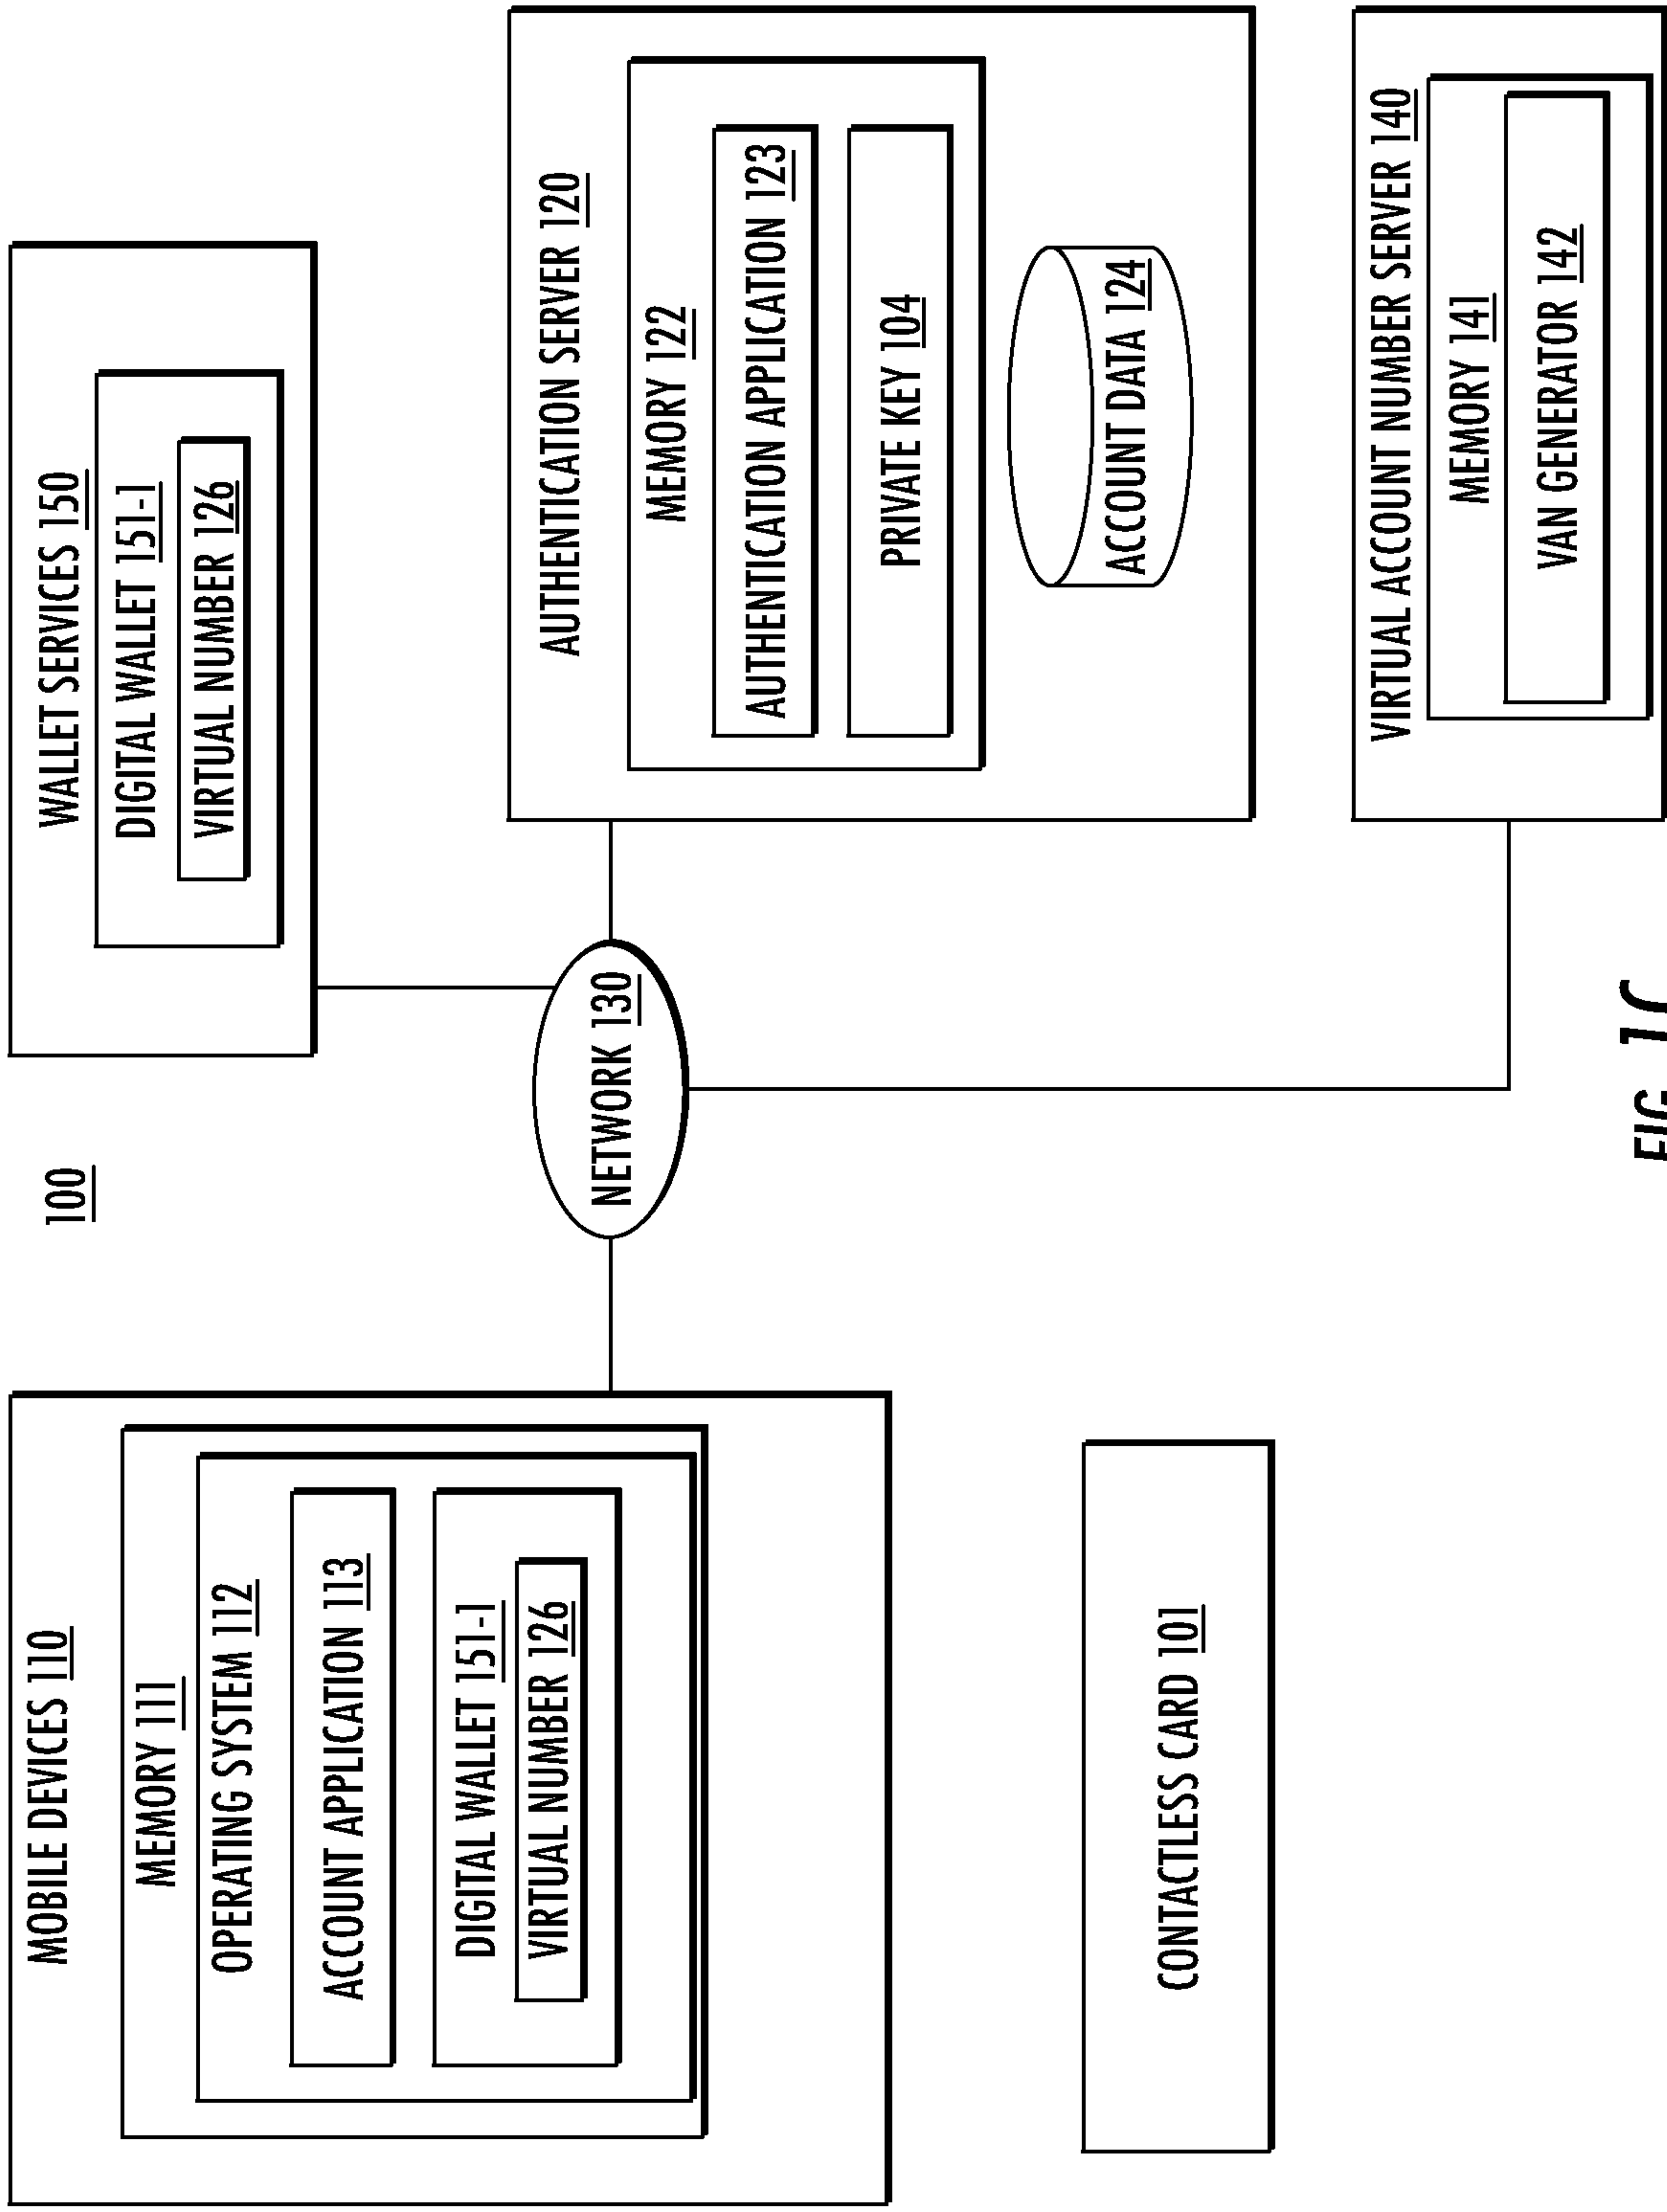 100
MOBILE DEVICES 110
MEMORY 111
OPERATING SYSTEM 112
ACCOUNT APPLICATION 113
DIGITAL WALLET 151-1
VIRTUAL NUMBER 126
CONTACTLESS CARD 101
NETWORK 130
WALLET SERVICES 150
DIGITAL WALLET 151-1
VIRTUAL NUMBER 126
AUTHENTICATION SERVER 120
MEMORY 122
AUTHENTICATION APPLICATION 123
PRIVATE KEY 104
ACCOUNT DATA 124
VIRTUAL ACCOUNT NUMBER SERVER 140
MEMORY 141
VAN GENERATOR 142
FIG.